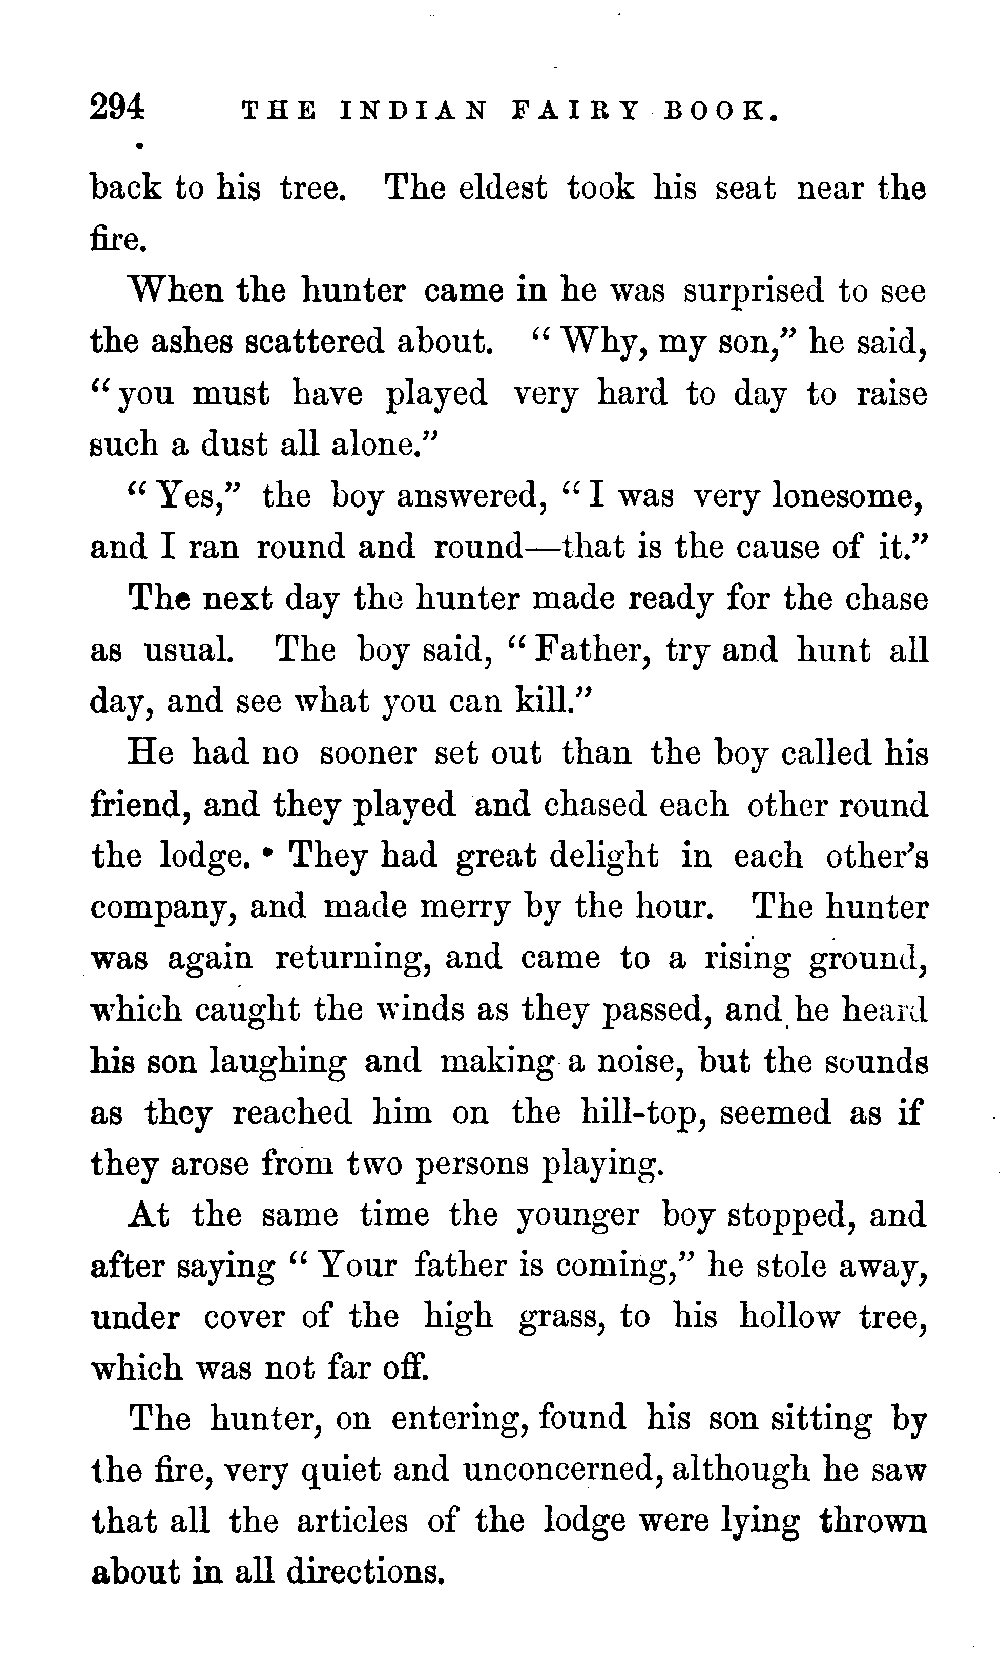 294 THE INDIAN FAIRY BOOK.
back to his tree. The eldest took his seat near the
fire.
When the hunter came in he was surprised to see
the ashes scattered about. “Why, my son,” he said,
“you must have played very hard to day to raise
such a dust all alone.”
“Yes,” the boy answered, “I was very lonesome,
and I ran round and round—that is the cause of it.”
The next day the hunter made ready for the chase
as usual. The boy said, “Father, try and hunt all
day, and see what you can kill.”
He had no sooner set out than the boy called his
friend, and they played and chased each other round
the lodge. They had great delight in each other’s
company, and made merry by the hour. The hunter
was again returning, and came to a rising ground,
which caught the winds as they passed, and he heard
his son laughing and making a noise, but the sounds
as they reached him on the hill-top, seemed as if
they arose from two persons playing.
At the same time the younger boy stopped, and
after saying “Your father is coming,” he stole away,
under cover of the high grass, to his hollow tree,
which was not far off.
The hunter, on entering, found his son sitting by
the fire, very quiet and unconcerned, although he saw
that all the articles of the lodge were lying thrown
about in all directions.